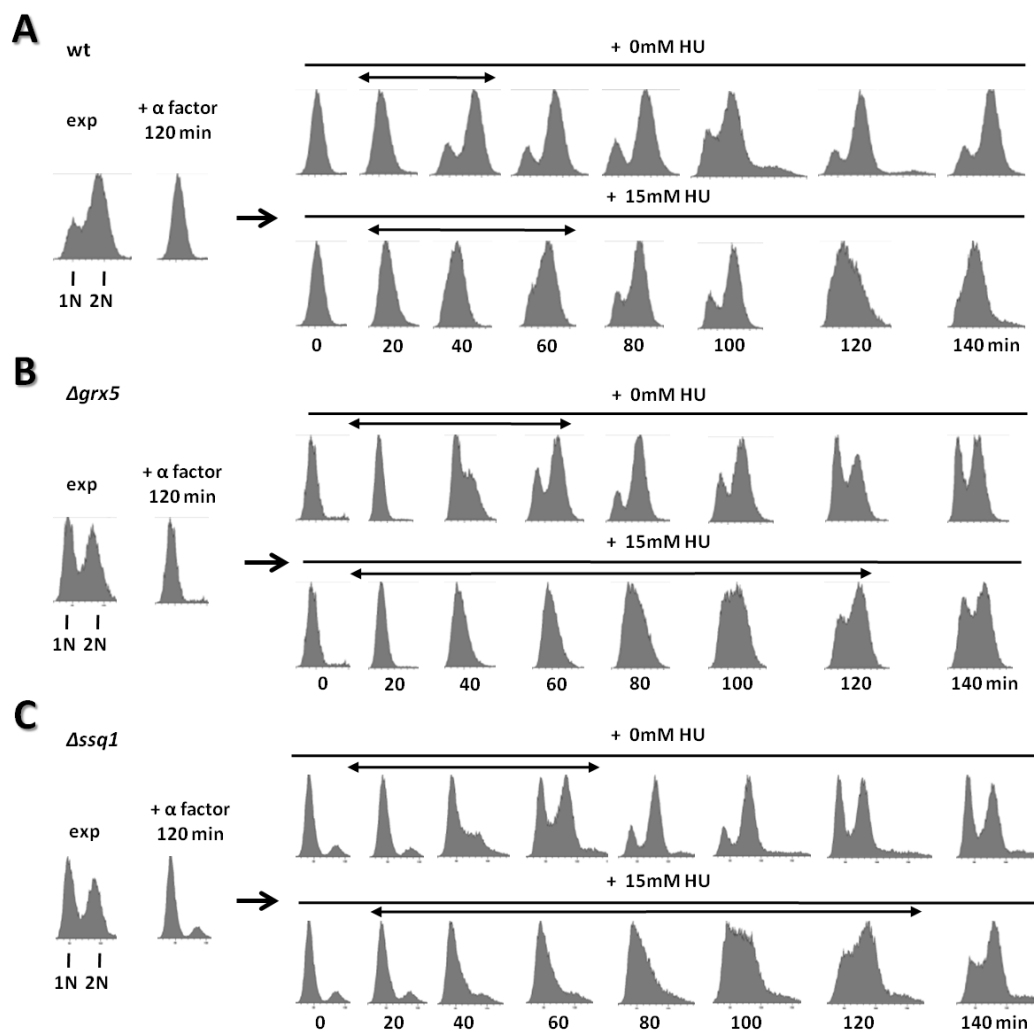 A
wt
+ 0mM HU
exp
+ α factor
120 min
+ 15mM HU
1N 2N
0 20 40 60 80 100 120 140 min
B
Δgrx5
+ 0mM HU
exp
+ α factor
120 min
+ 15mM HU
1N 2N
0 20 40 60 80 100 120 140 min
C
Δssq1
+ 0mM HU
exp
+ α factor
120 min
+ 15mM HU
1N 2N
0 20 40 60 80 100 120 140 min